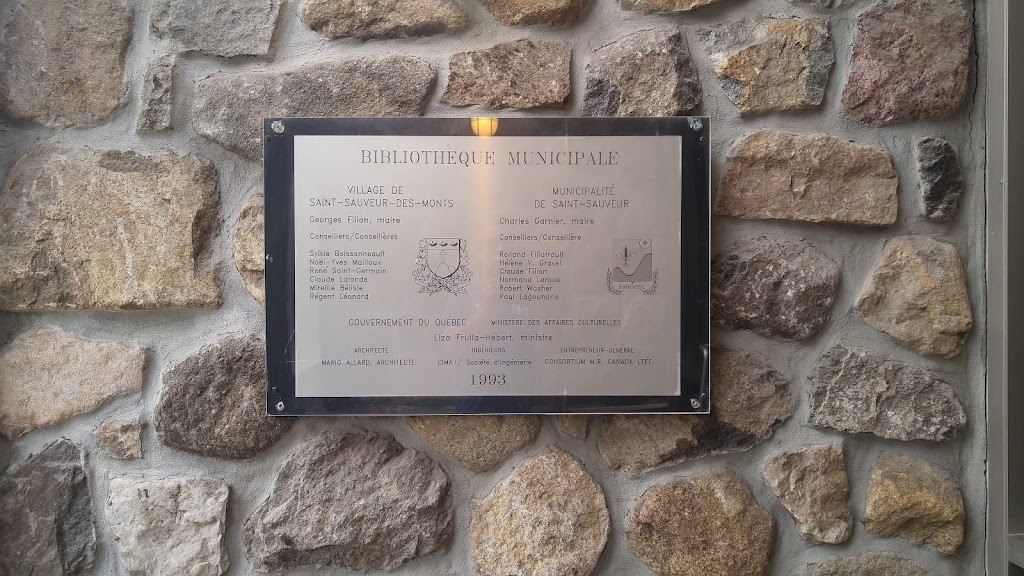 BIBLIOTHÈQUE MUNICIPALE
VILLAGE DE
SAINT-SAUVEUR-DES-MONTS
Georges Filion, maire
Conseillers/Conseillères
Sylvie Boissonneault
Noël-Yves Mailloux
René Saint-Germain
Claude Lalonde
Mireille Bélisle
Régent Léonard
MUNICIPALITÉ
DE SAINT-SAUVEUR
Charles Garnier, maire
Conseillers/Conseillère
Rolland Filiatrault
Hélène V. Gravel
Claude Filion
Normand Leroux
Robert Wosher
Paul Lagounaris
PAROISSE
GOUVERNEMENT DU QUÉBEC MINISTERE DES AFFAIRES CULTURELLES
Liza Frulla-Hébert, ministre
ARCHITECTE
MARIO ALLARD, ARCHITECTE
INGÉNIEURS
CIMA+/ Société d'ingénierie
ENTREPRENEUR-GÉNÉRAL
CONSORTIUM M.R. CANADA LTÉE.
1993